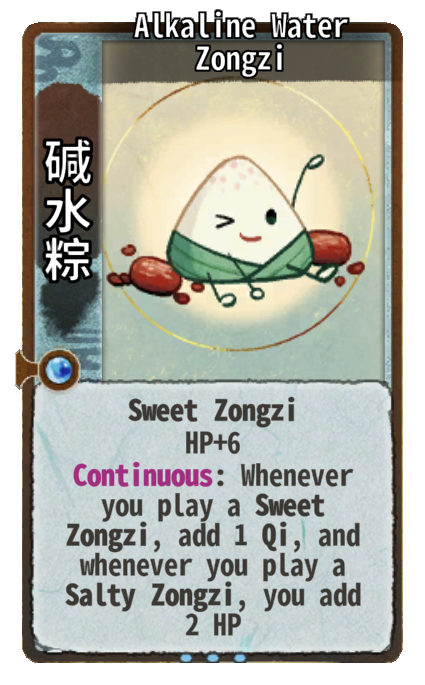 Alkaline Water
Zongzi
碱水粽
Sweet Zongzi
HP+6
Continuous: Whenever
you play a Sweet
Zongzi, add 1 Qi, and
whenever you play a
Salty Zongzi, you add
2 HP